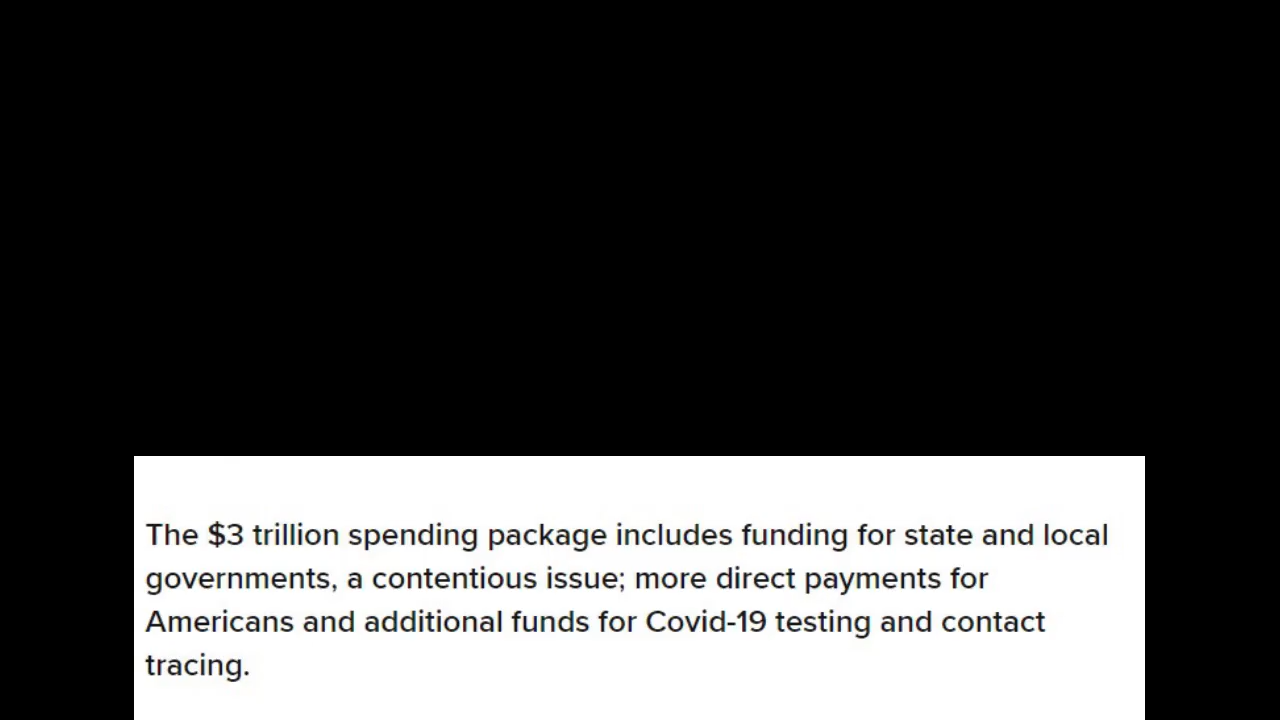 The $3 trillion spending package includes funding for state and local
governments, a contentious issue; more direct payments for
Americans and additional funds for Covid-19 testing and contact
tracing.